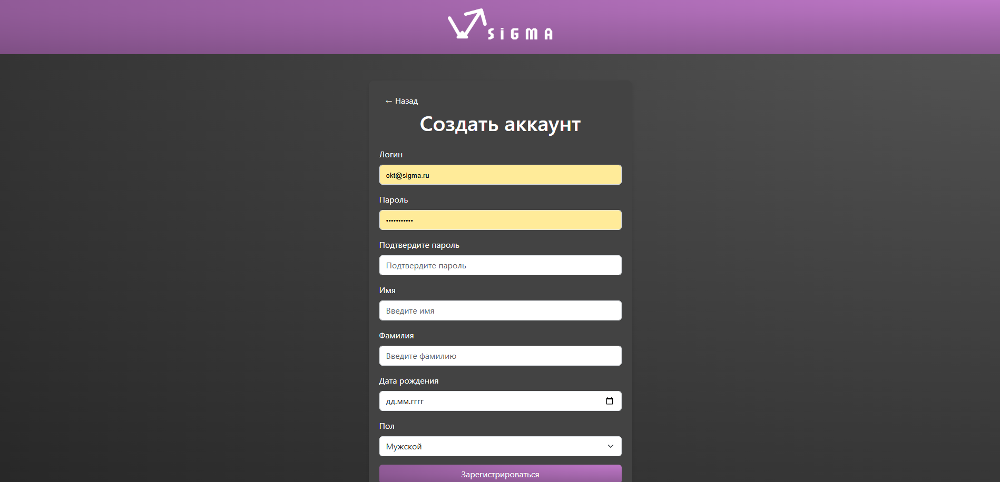 SiGMA
← Назад
Создать аккаунт
Логин
okt@sigma.ru
Пароль
•••••••••••
Подтвердите пароль
Подтвердите пароль
Имя
Введите имя
Фамилия
Введите фамилию
Дата рождения
дд.мм.гггг
Пол
Мужской
Зарегистрироваться